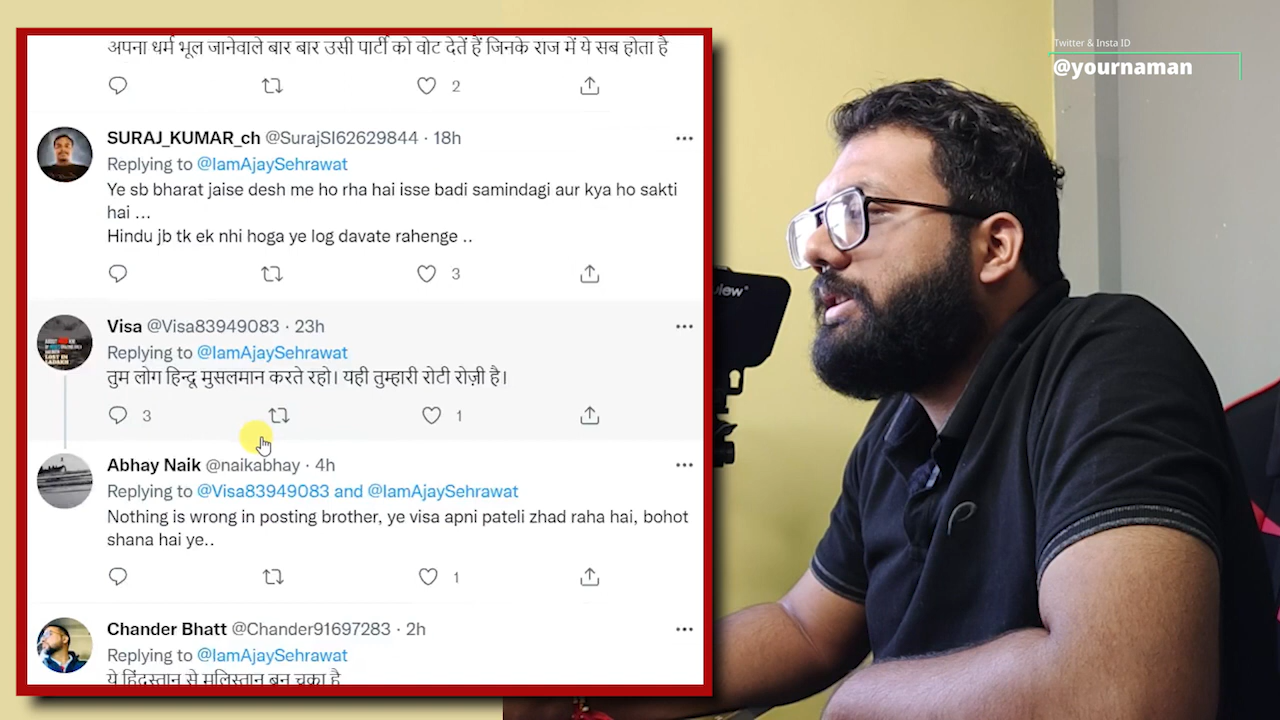 Twitter & Insta ID
@yournaman
अपना धर्म भूल जानेवाले बार बार उसी पार्टी को वोट देतें हैं जिनके राज में ये सब होता है
2
SURAJ_KUMAR_ch @SurajSI62629844 · 18h
Replying to @IamAjaySehrawat
Ye sb bharat jaise desh me ho rha hai isse badi samindagi aur kya ho sakti
hai ...
Hindu jb tk ek nhi hoga ye log davate rahenge ..
3
Visa @Visa83949083 · 23h
Replying to @IamAjaySehrawat
तुम लोग हिन्दू मुसलमान करते रहो। यही तुम्हारी रोटी रोज़ी है।
3 1
Abhay Naik @naikabhay · 4h
Replying to @Visa83949083 and @IamAjaySehrawat
Nothing is wrong in posting brother, ye visa apni pateli zhad raha hai, bohot
shana hai ye..
1
Chander Bhatt @Chander91697283 · 2h
Replying to @IamAjaySehrawat
ये हिंदुस्तान से मुलिस्तान बन चुका है